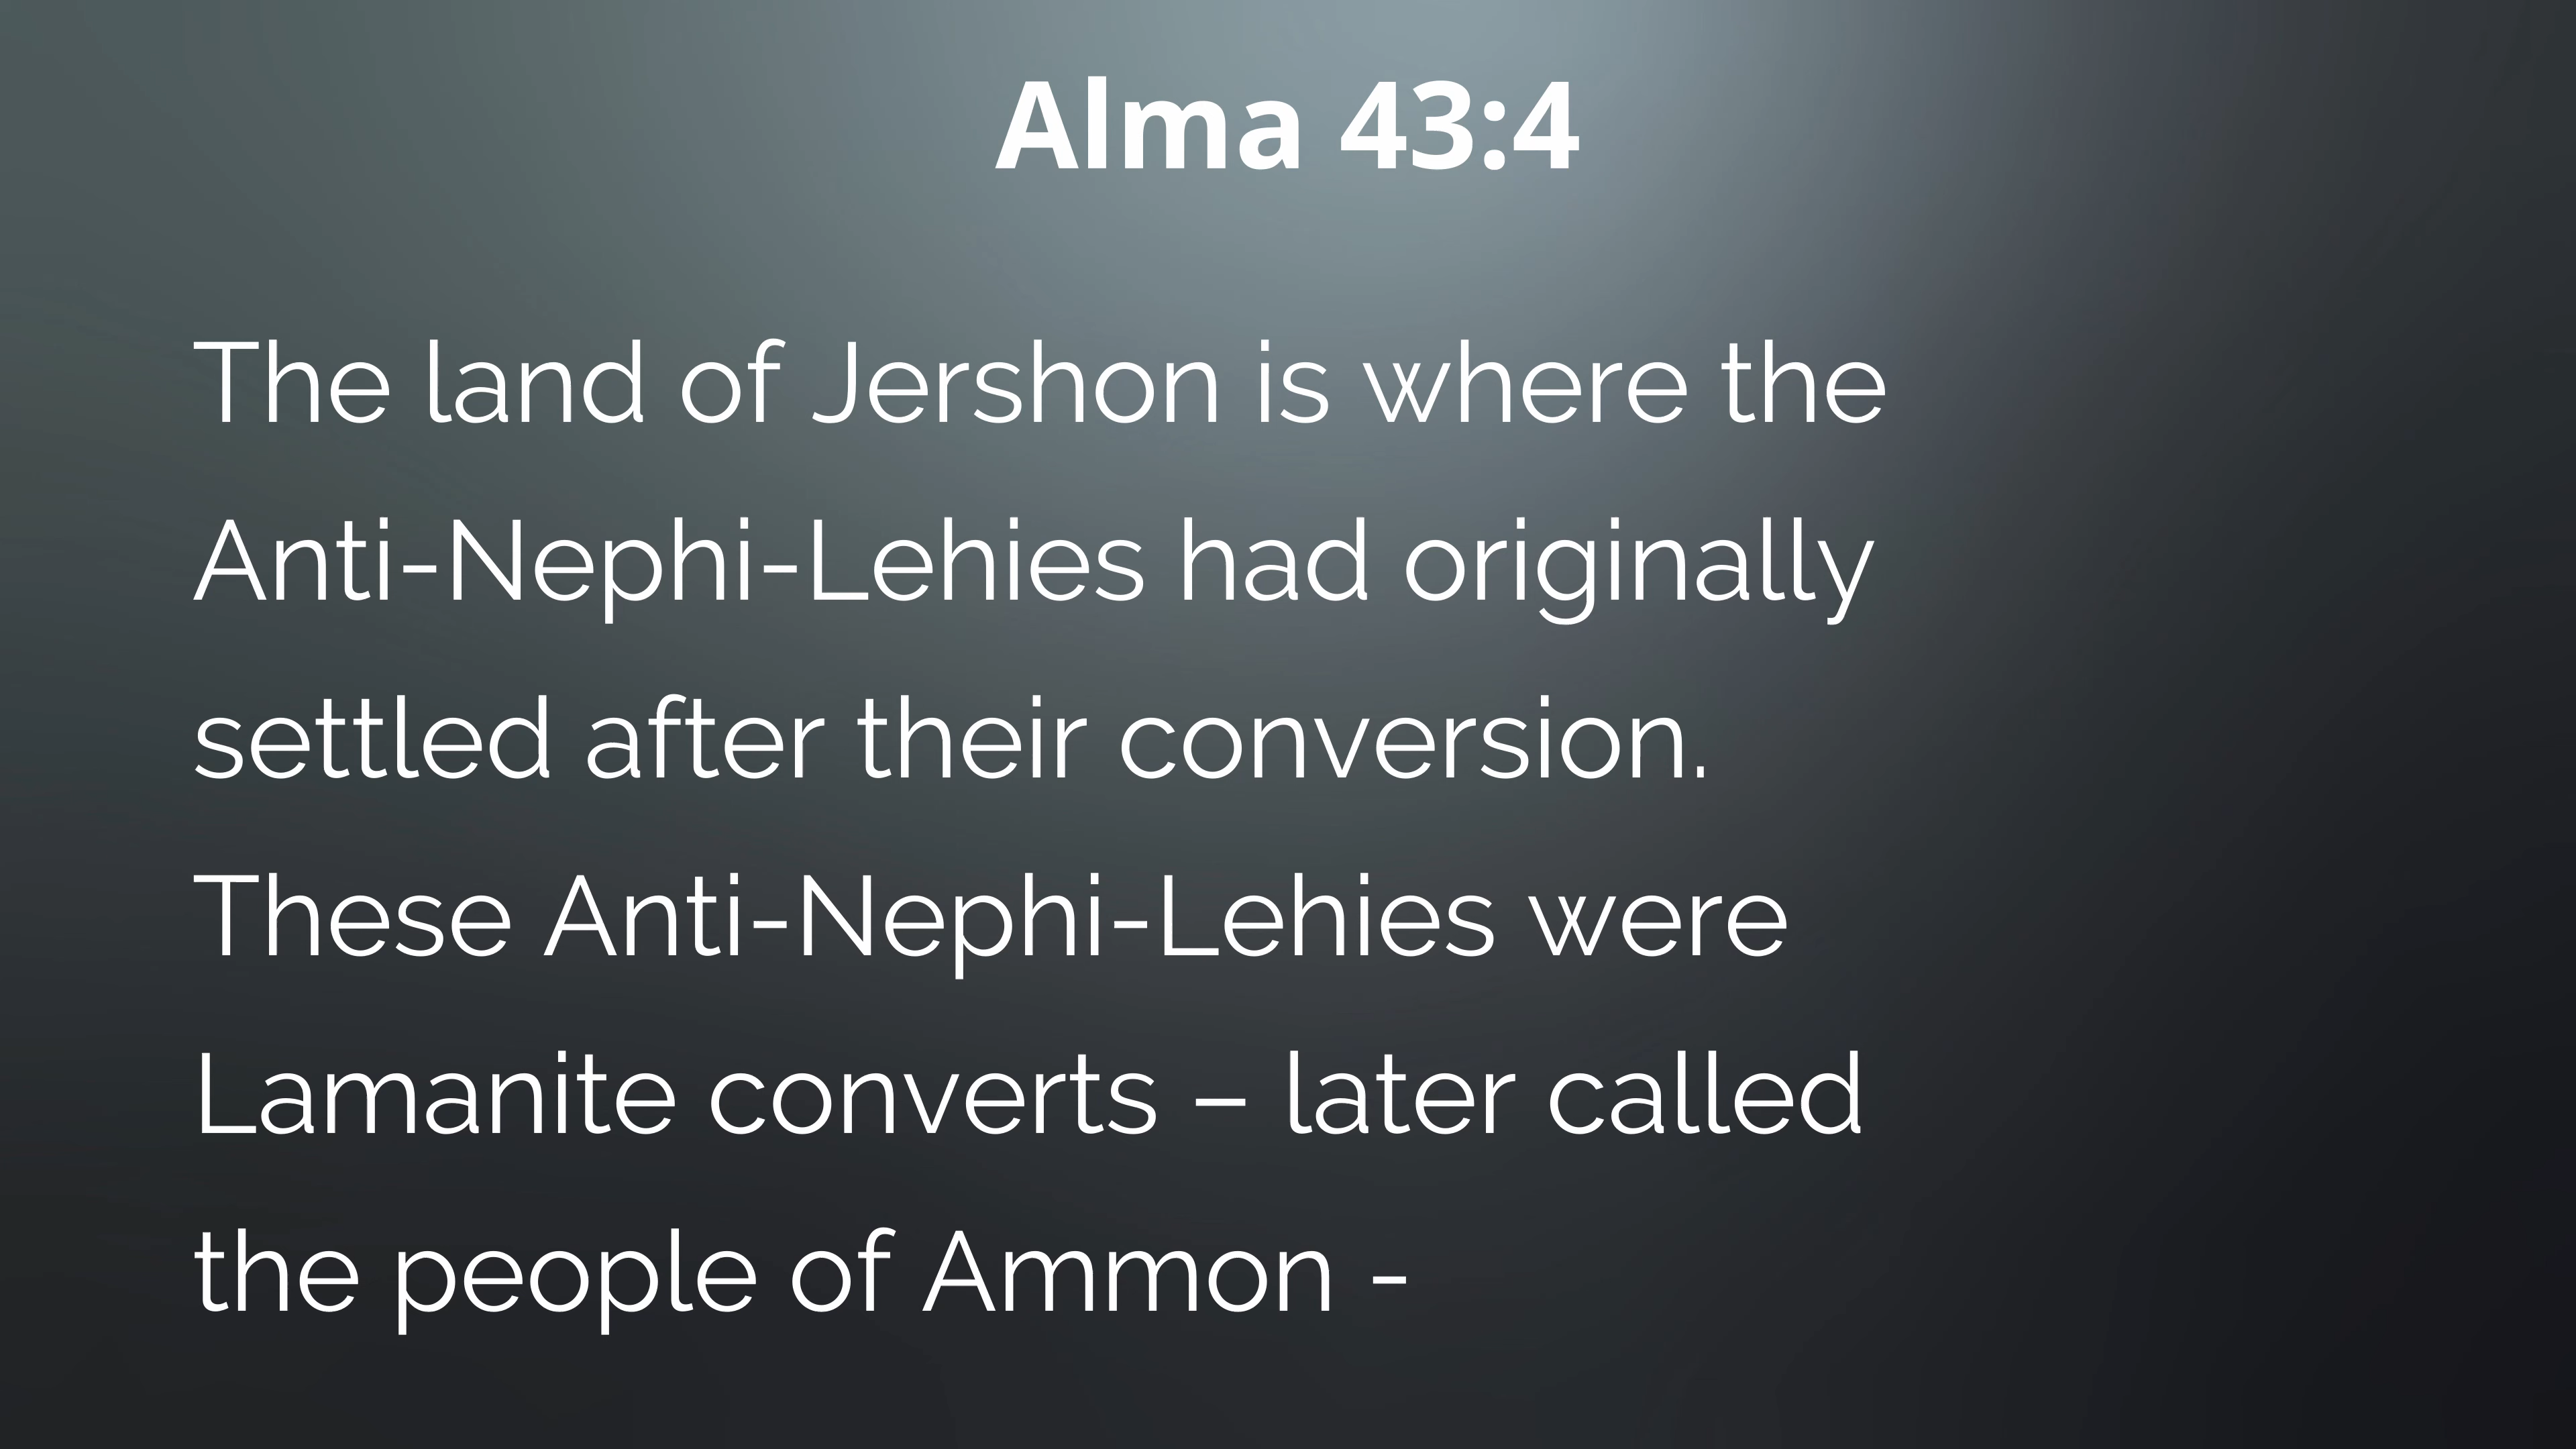 Alma 43:4
The land of Jershon is where the
Anti-Nephi-Lehies had originally
settled after their conversion.
These Anti-Nephi-Lehies were
Lamanite converts – later called
the people of Ammon -